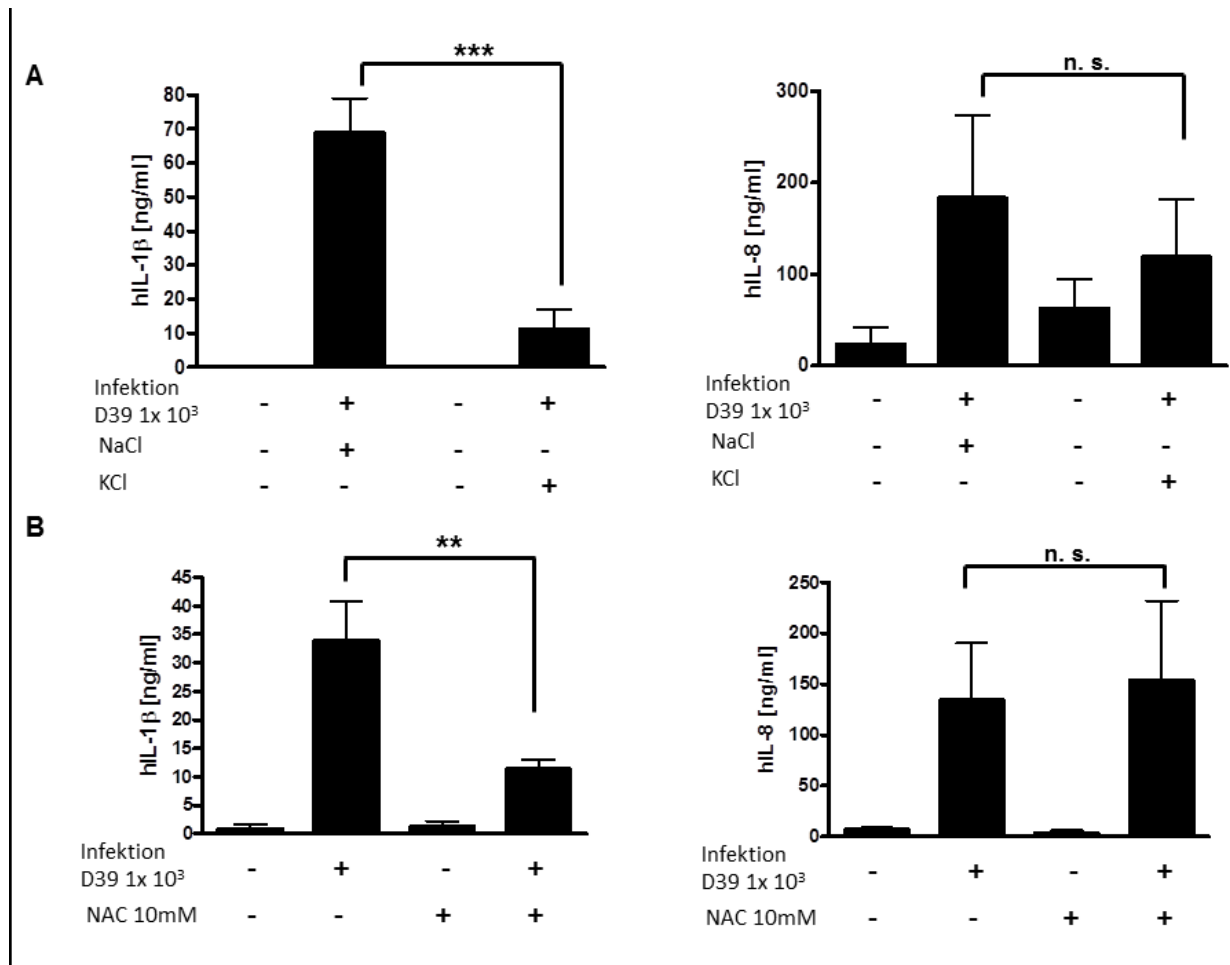 A
***
80
70
60
50
40
30
20
10
0
hIL-1β [ng/ml]
Infektion
D39 1x 10³ - + - +
NaCl - + - -
KCl - - - +
n. s.
300
200
100
0
hIL-8 [ng/ml]
Infektion
D39 1x 10³ - + - +
NaCl - + - -
KCl - - - +
B
**
45
40
35
30
25
20
15
10
5
0
hIL-1β [ng/ml]
Infektion
D39 1x 10³ - + - +
NAC 10mM - - + +
n. s.
250
200
150
100
50
0
hIL-8 [ng/ml]
Infektion
D39 1x 10³ - + - +
NAC 10mM - - + +